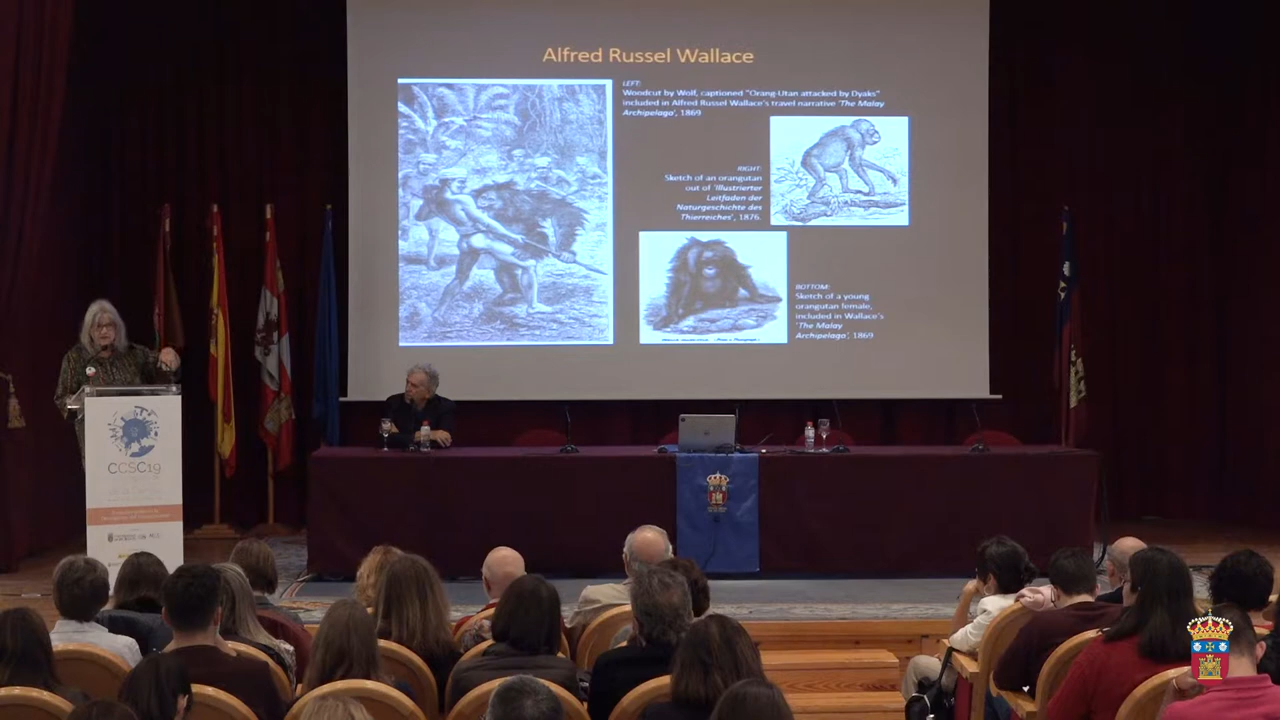 Alfred Russel Wallace
LEFT:
Woodcut by Wolf, captioned "Orang-Utan attacked by Dyaks"
included in Alfred Russel Wallace's travel narrative 'The Malay
Archipelago', 1869
RIGHT:
Sketch of an orangutan
out of 'Illustrierter
Leitfaden der
Naturgeschichte des
Thierreiches', 1876.
BOTTOM:
Sketch of a young
orangutan female,
included in Wallace's
'The Malay
Archipelago', 1869
CCSC19